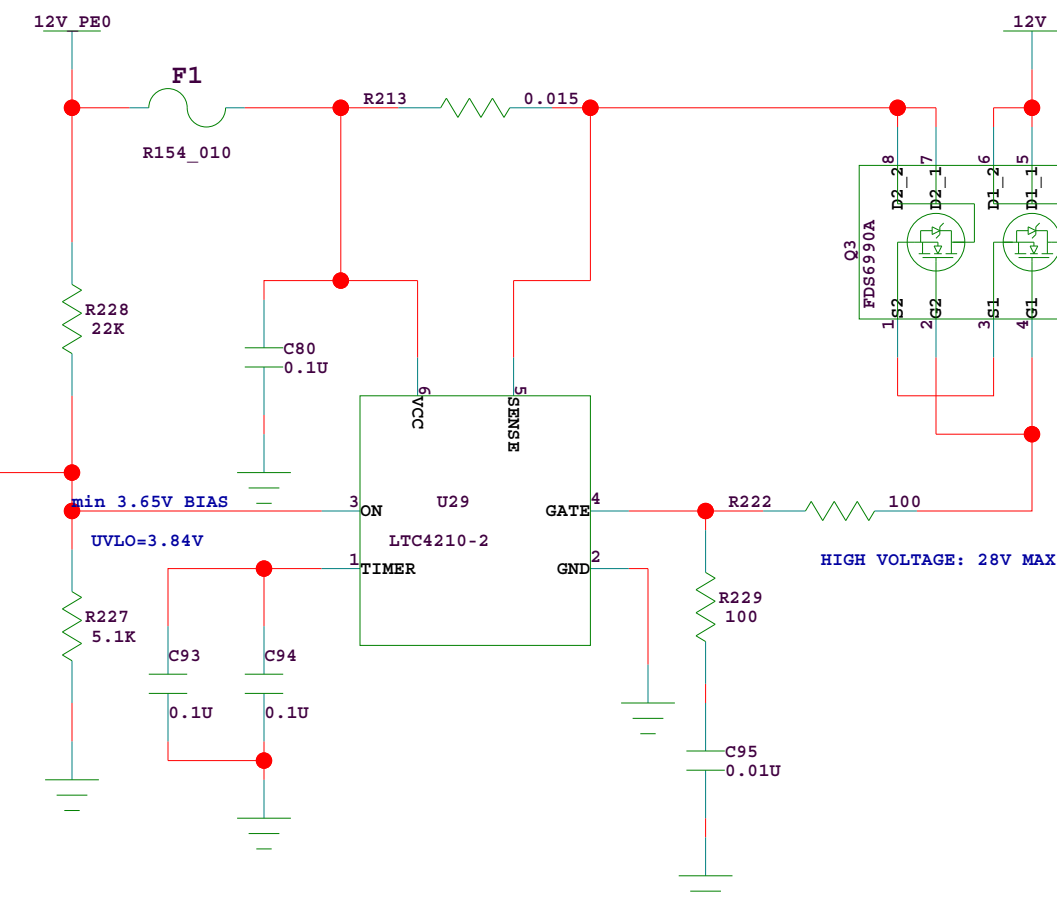 12V_PE0
12V
F1
R154_010
R213
0.015
8
7
6
5
D2_2
D2_1
D1_2
D1_1
Q3
FDS6990A
S2
G2
S1
G1
1
2
3
4
R228
22K
C80
0.1U
6
5
VCC
SENSE
min 3.65V BIAS
UVLO=3.84V
3
ON
U29
LTC4210-2
GATE
4
1
TIMER
GND
2
R222
100
HIGH VOLTAGE: 28V MAX
R229
100
R227
5.1K
C93
0.1U
C94
0.1U
C95
0.01U